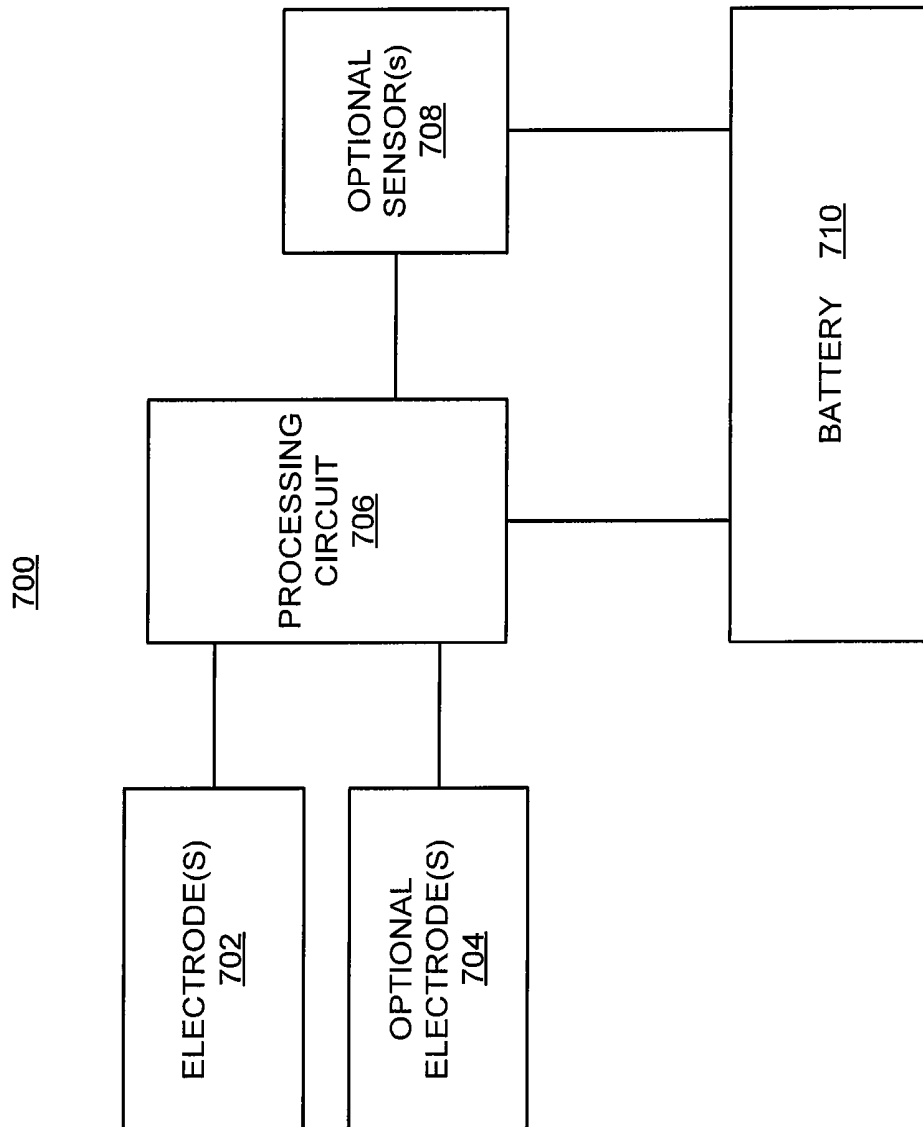 700
ELECTRODE(S)
702
OPTIONAL
ELECTRODE(S)
704
PROCESSING
CIRCUIT
706
OPTIONAL
SENSOR(s)
708
BATTERY 710